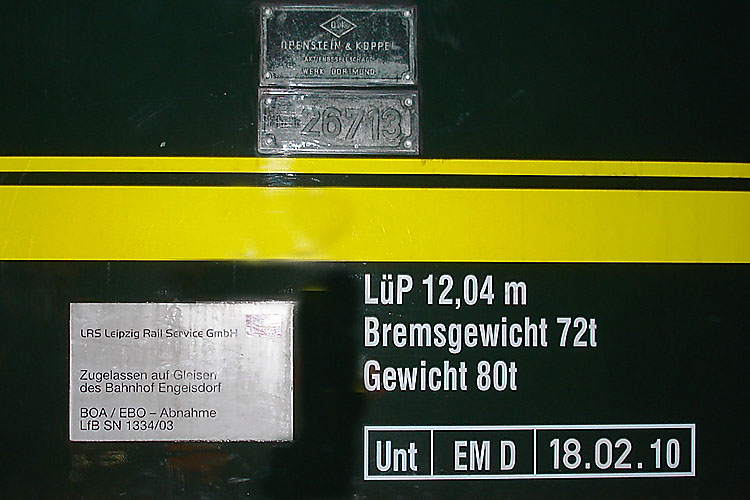 O&K
ORENSTEIN & KOPPEL
AKTIENGESELLSCHAFT
WERK DORTMUND
26713
LRS Leipzig Rail Service GmbH
Zugelassen auf Gleisen
des Bahnhof Engelsdorf
BOA / EBO – Abnahme
LfB SN 1334/03
LüP 12,04 m
Bremsgewicht 72t
Gewicht 80t
Unt EM D 18.02.10